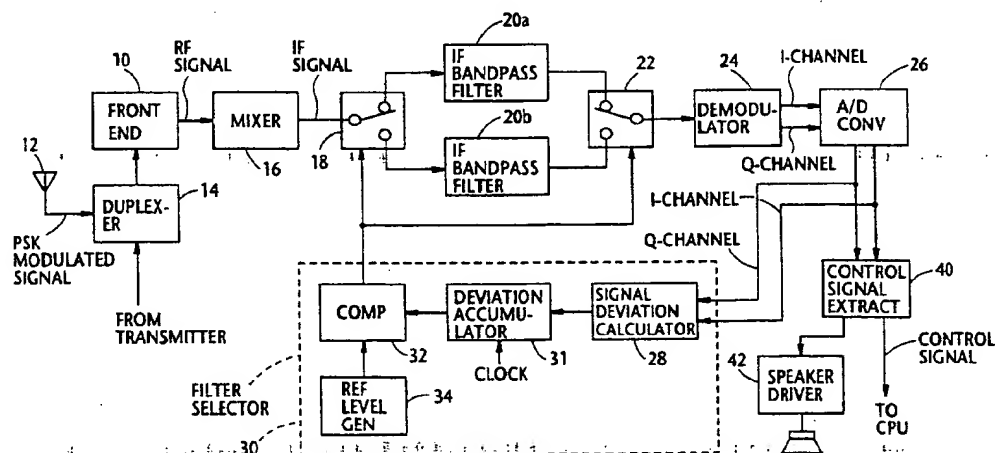 20a
RF
SIGNAL
IF
SIGNAL
IF
BANDPASS
FILTER
10
22
24
I-CHANNEL
26
FRONT
END
MIXER
18
20b
DEMODU-
LATOR
A/D
CONV
12
16
IF
BANDPASS
FILTER
Q-CHANNEL
14
DUPLEX-
ER
I-CHANNEL
PSK
MODULATED
SIGNAL
Q-CHANNEL
FROM
TRANSMITTER
COMP
DEVIATION
ACCUMU-
LATOR
SIGNAL
DEVIATION
CALCULATOR
CONTROL
SIGNAL
EXTRACT
40
32
31
28
CLOCK
CONTROL
SIGNAL
FILTER
SELECTOR
REF
LEVEL
GEN
34
42
SPEAKER
DRIVER
TO
CPU
30